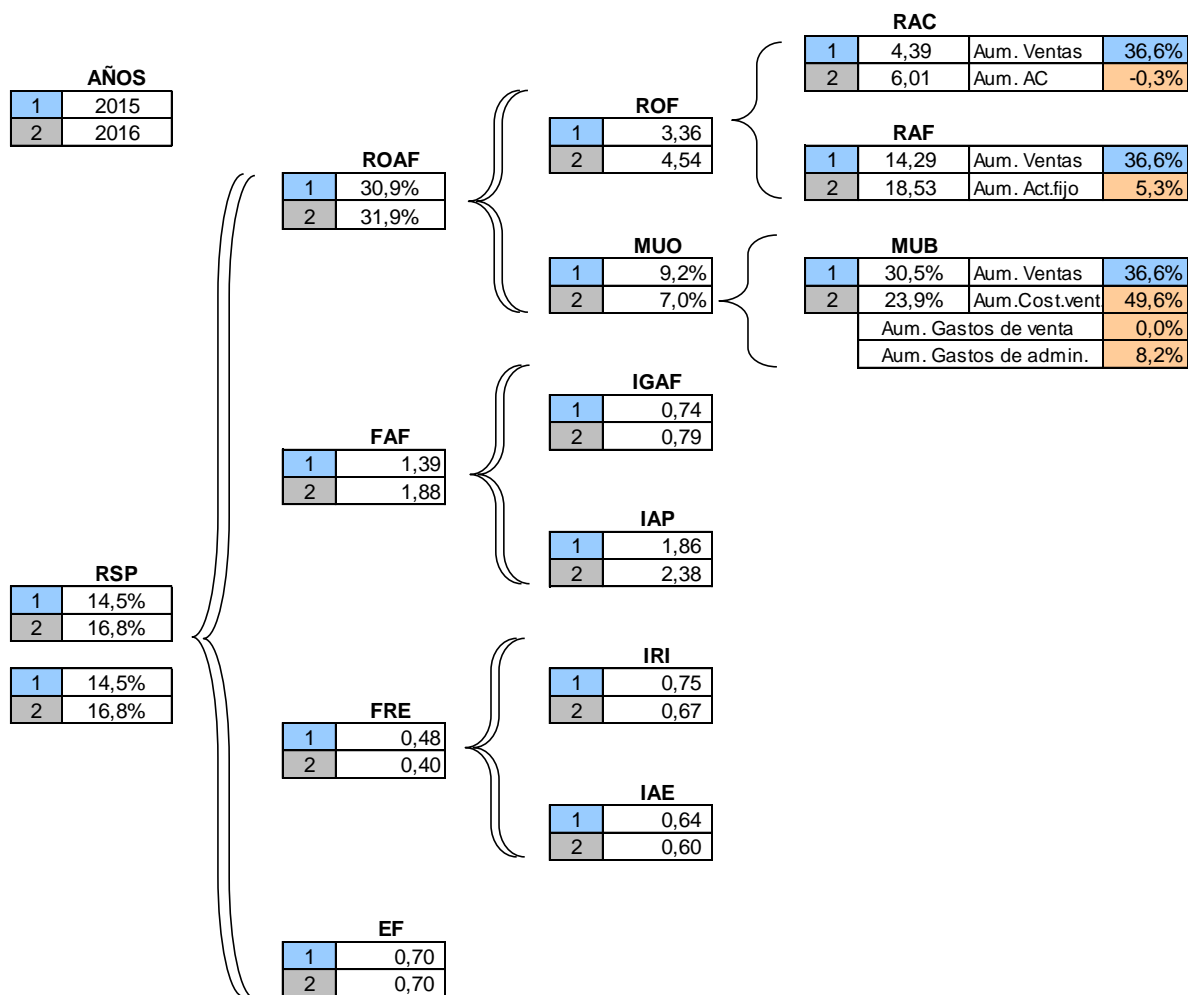 AÑOS
1 2015
2 2016
RSP
1 14,5%
2 16,8%
1 14,5%
2 16,8%
ROAF
1 30,9%
2 31,9%
FAF
1 1,39
2 1,88
FRE
1 0,48
2 0,40
EF
1 0,70
2 0,70
ROF
1 3,36
2 4,54
MUO
1 9,2%
2 7,0%
IGAF
1 0,74
2 0,79
IAP
1 1,86
2 2,38
IRI
1 0,75
2 0,67
IAE
1 0,64
2 0,60
RAC
1 4,39 Aum. Ventas 36,6%
2 6,01 Aum. AC -0,3%
RAF
1 14,29 Aum. Ventas 36,6%
2 18,53 Aum. Act.fijo 5,3%
MUB
1 30,5% Aum. Ventas 36,6%
2 23,9% Aum.Cost.vent 49,6%
Aum. Gastos de venta 0,0%
Aum. Gastos de admin. 8,2%